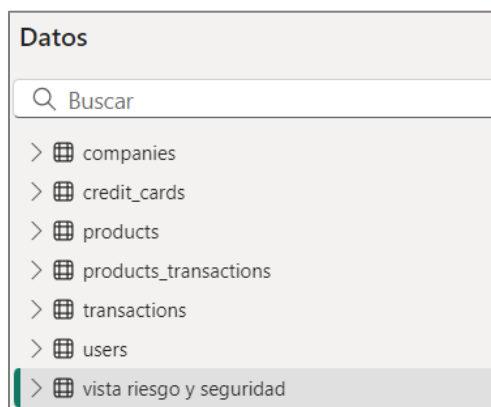 Datos
Buscar
companies
credit_cards
products
products_transactions
transactions
users
vista riesgo y seguridad